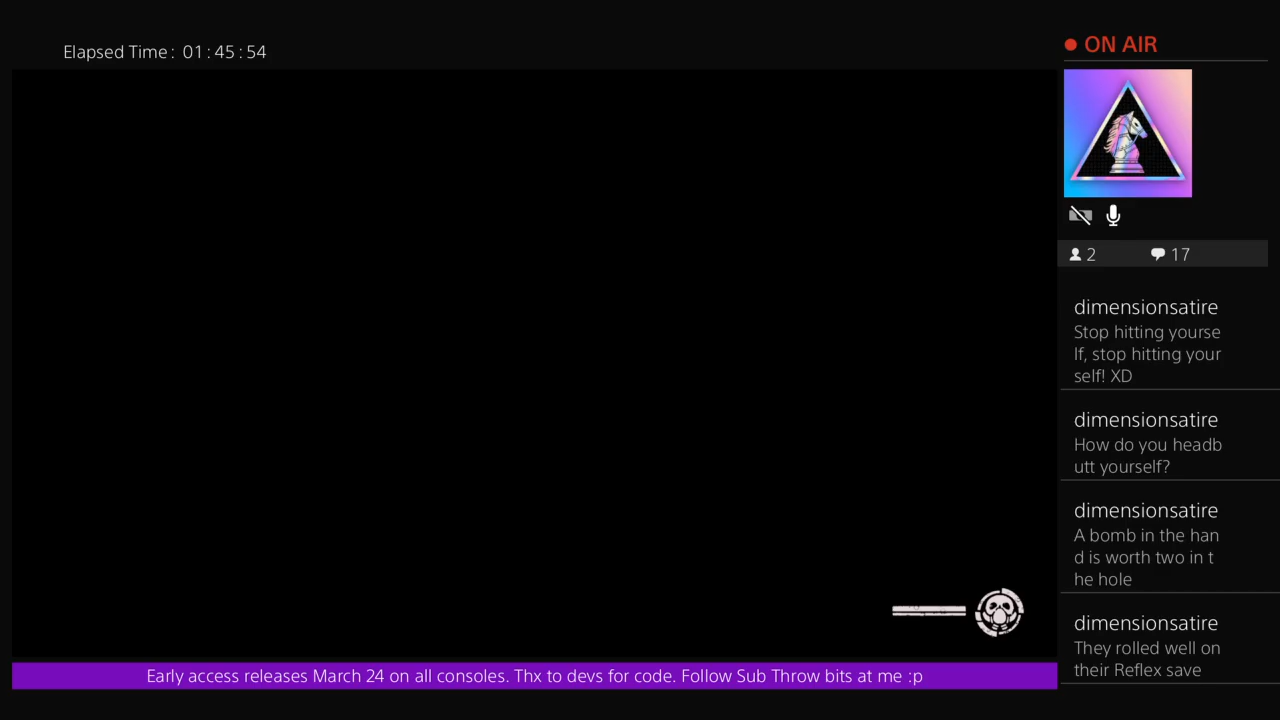 Elapsed Time: 01:45:54
ON AIR
2
17
dimensionsatire
Stop hitting yourse
lf, stop hitting your
self! XD
dimensionsatire
How do you headb
utt yourself?
dimensionsatire
A bomb in the han
d is worth two in t
he hole
dimensionsatire
They rolled well on
their Reflex save
Early access releases March 24 on all consoles. Thx to devs for code. Follow Sub Throw bits at me :p